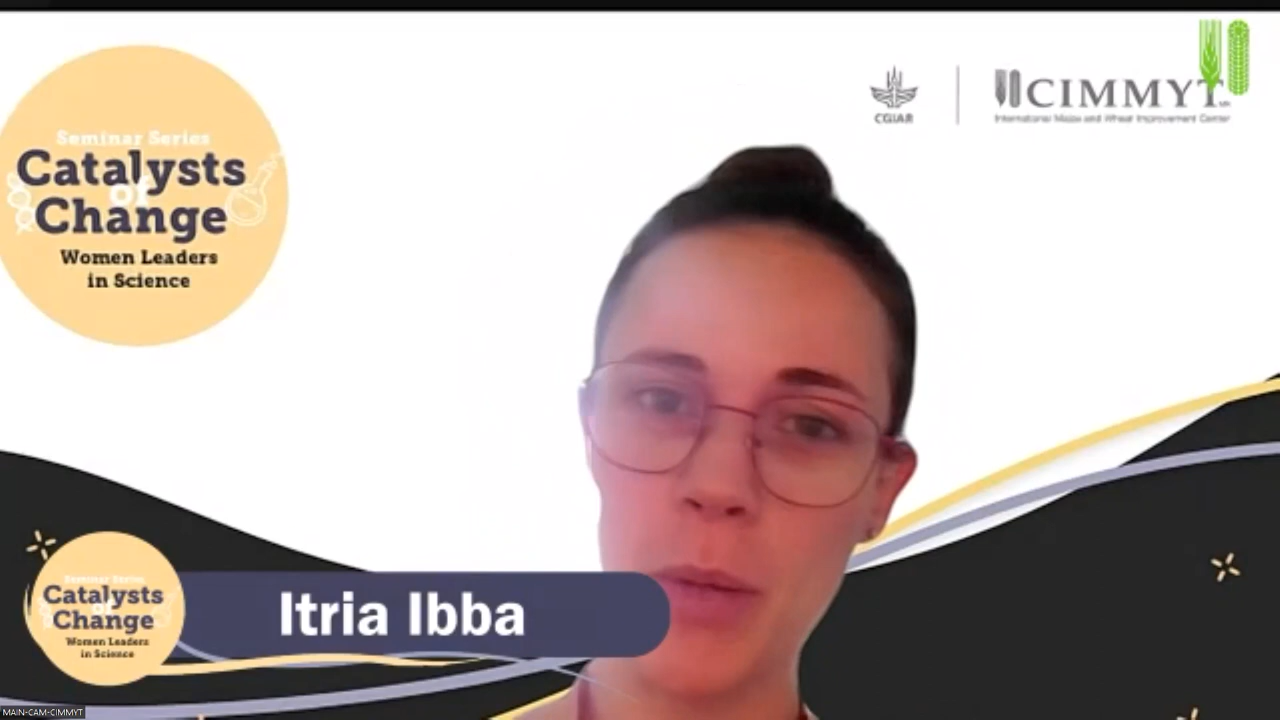 Seminar Series
Catalysts
of
Change
Women Leaders
in Science
CGIAR
CIMMYT
International Maize and Wheat Improvement Center
Itria Ibba
Seminar Series
Catalysts
of
Change
Women Leaders
in Science
MAIN-CAM-CIMMYT